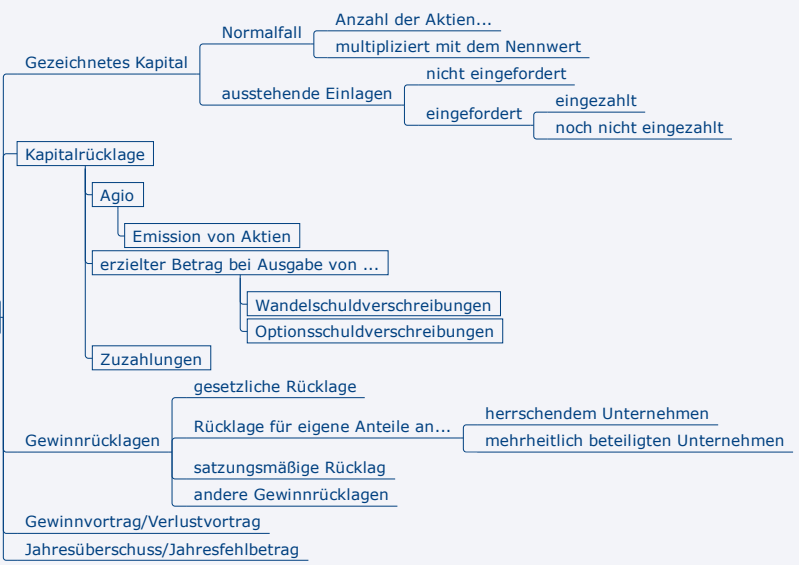 Normalfall
Anzahl der Aktien...
multipliziert mit dem Nennwert
Gezeichnetes Kapital
nicht eingefordert
ausstehende Einlagen
eingefordert
eingezahlt
noch nicht eingezahlt
Kapitalrücklage
Agio
Emission von Aktien
erzielter Betrag bei Ausgabe von ...
Wandelschuldverschreibungen
Optionsschuldverschreibungen
Zuzahlungen
gesetzliche Rücklage
Rücklage für eigene Anteile an...
herrschendem Unternehmen
mehrheitlich beteiligten Unternehmen
Gewinnrücklagen
satzungsmäßige Rücklag
andere Gewinnrücklagen
Gewinnvortrag/Verlustvortrag
Jahresüberschuss/Jahresfehlbetrag